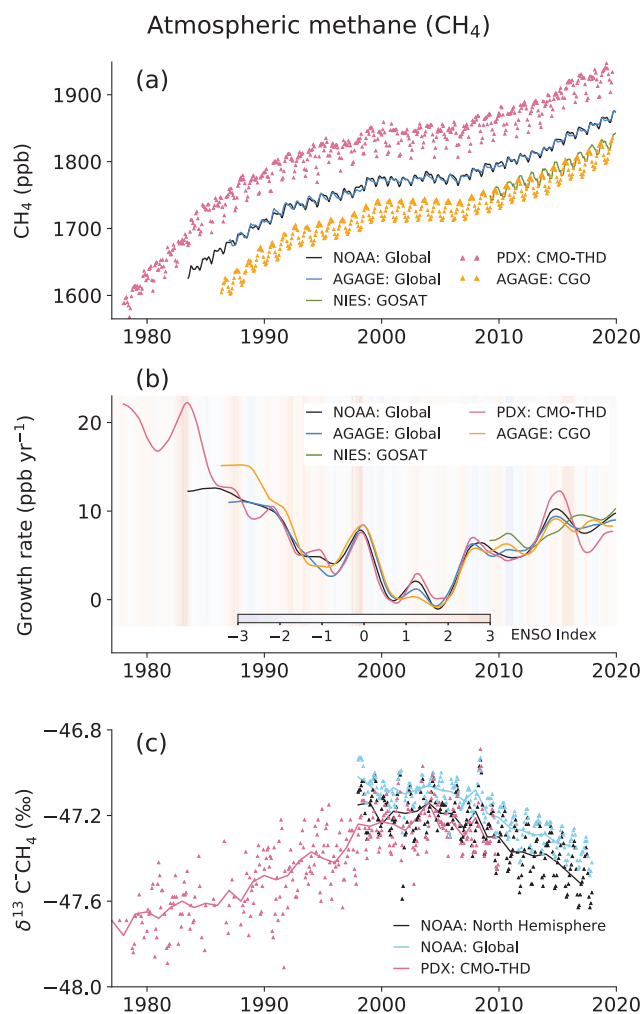 Atmospheric methane (CH₄)
(a)
CH₄ (ppb)
1900
1800
1700
1600
NOAA: Global
AGAGE: Global
NIES: GOSAT
PDX: CMO-THD
AGAGE: CGO
1980 1990 2000 2010 2020
(b)
Growth rate (ppb yr⁻¹)
20
10
0
NOAA: Global
AGAGE: Global
NIES: GOSAT
PDX: CMO-THD
AGAGE: CGO
−3 −2 −1 0 1 2 3 ENSO Index
1980 1990 2000 2010 2020
(c)
δ¹³ C⁻CH₄ (‰)
−46.8
−47.2
−47.6
−48.0
NOAA: North Hemisphere
NOAA: Global
PDX: CMO-THD
1980 1990 2000 2010 2020